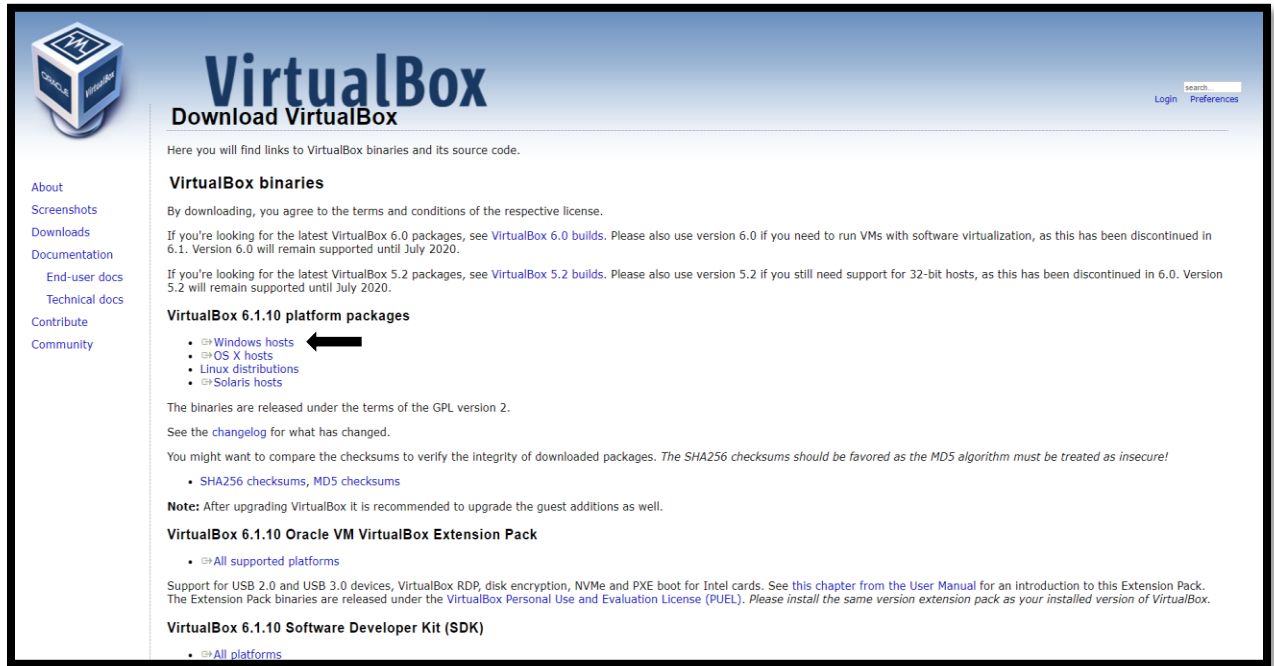 ORACLE
VirtualBox
VirtualBox
search...
Login Preferences
Download VirtualBox
Here you will find links to VirtualBox binaries and its source code.
About
Screenshots
Downloads
Documentation
End-user docs
Technical docs
Contribute
Community
VirtualBox binaries
By downloading, you agree to the terms and conditions of the respective license.
If you're looking for the latest VirtualBox 6.0 packages, see VirtualBox 6.0 builds. Please also use version 6.0 if you need to run VMs with software virtualization, as this has been discontinued in
6.1. Version 6.0 will remain supported until July 2020.
If you're looking for the latest VirtualBox 5.2 packages, see VirtualBox 5.2 builds. Please also use version 5.2 if you still need support for 32-bit hosts, as this has been discontinued in 6.0. Version
5.2 will remain supported until July 2020.
VirtualBox 6.1.10 platform packages
• Windows hosts
• OS X hosts
• Linux distributions
• Solaris hosts
The binaries are released under the terms of the GPL version 2.
See the changelog for what has changed.
You might want to compare the checksums to verify the integrity of downloaded packages. The SHA256 checksums should be favored as the MD5 algorithm must be treated as insecure!
• SHA256 checksums, MD5 checksums
Note: After upgrading VirtualBox it is recommended to upgrade the guest additions as well.
VirtualBox 6.1.10 Oracle VM VirtualBox Extension Pack
• All supported platforms
Support for USB 2.0 and USB 3.0 devices, VirtualBox RDP, disk encryption, NVMe and PXE boot for Intel cards. See this chapter from the User Manual for an introduction to this Extension Pack.
The Extension Pack binaries are released under the VirtualBox Personal Use and Evaluation License (PUEL). Please install the same version extension pack as your installed version of VirtualBox.
VirtualBox 6.1.10 Software Developer Kit (SDK)
• All platforms